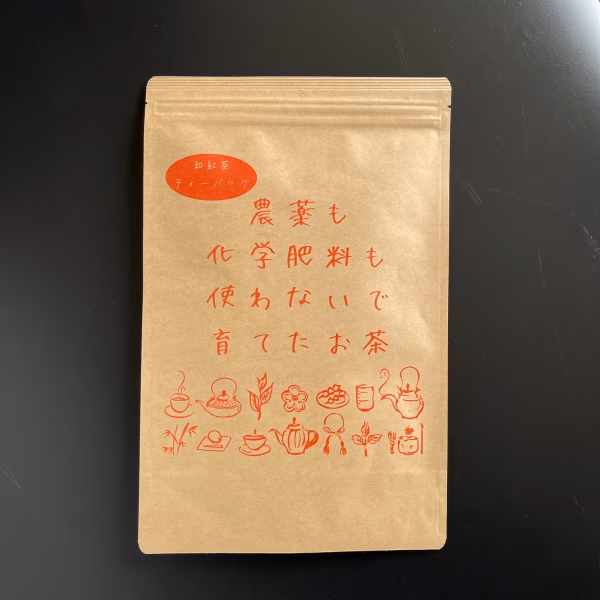 和紅茶
ティーバッグ
農薬も
化学肥料も
使わないで
育てたお茶